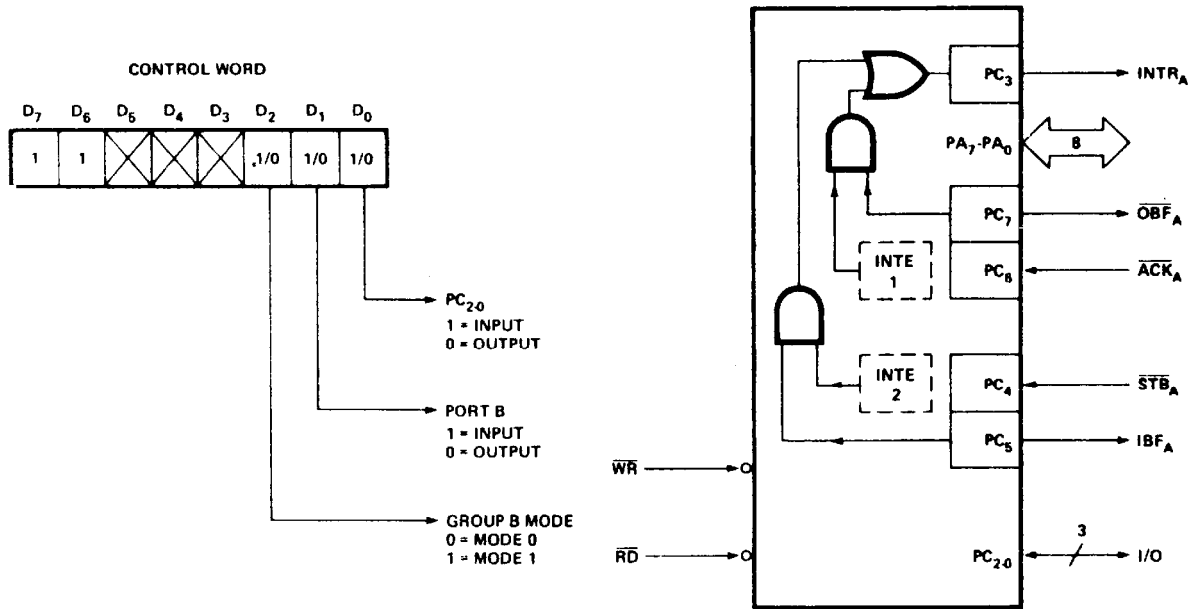 CONTROL WORD
D7 D6 D5 D4 D3 D2 D1 D0
1 1 1/0 1/0 1/0
PC2-0
1 = INPUT
0 = OUTPUT
PORT B
1 = INPUT
0 = OUTPUT
GROUP B MODE
0 = MODE 0
1 = MODE 1
WR
RD
PC3 INTRA
PA7-PA0 8
PC7 OBFA
INTE
1
PC6 ACKA
INTE
2
PC4 STBA
PC5 IBFA
3
PC2-0 I/O